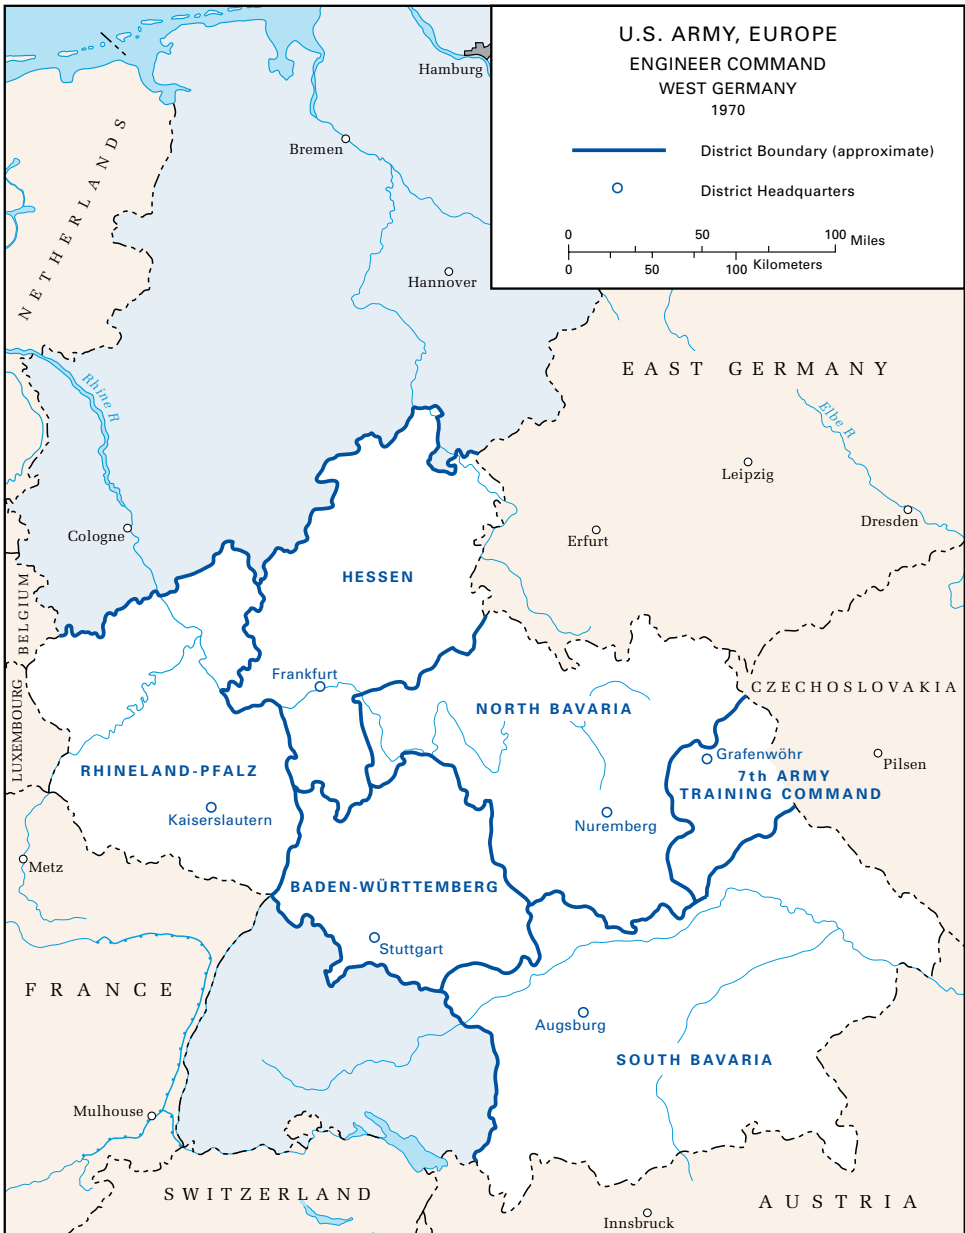 U.S. ARMY, EUROPE
ENGINEER COMMAND
WEST GERMANY
1970
District Boundary (approximate)
District Headquarters
0 50 100 Miles
0 50 100 Kilometers
Hamburg
Bremen
NETHERLANDS
Hannover
EAST GERMANY
Rhine R
Elbe R
Leipzig
Dresden
Cologne
Erfurt
HESSEN
BELGIUM
LUXEMBOURG
Frankfurt
CZECHOSLOVAKIA
NORTH BAVARIA
Grafenwöhr
Pilsen
RHINELAND-PFALZ
7th ARMY
TRAINING COMMAND
Kaiserslautern
Nuremberg
Metz
BADEN-WÜRTTEMBERG
Stuttgart
FRANCE
Augsburg
SOUTH BAVARIA
Mulhouse
SWITZERLAND
AUSTRIA
Innsbruck